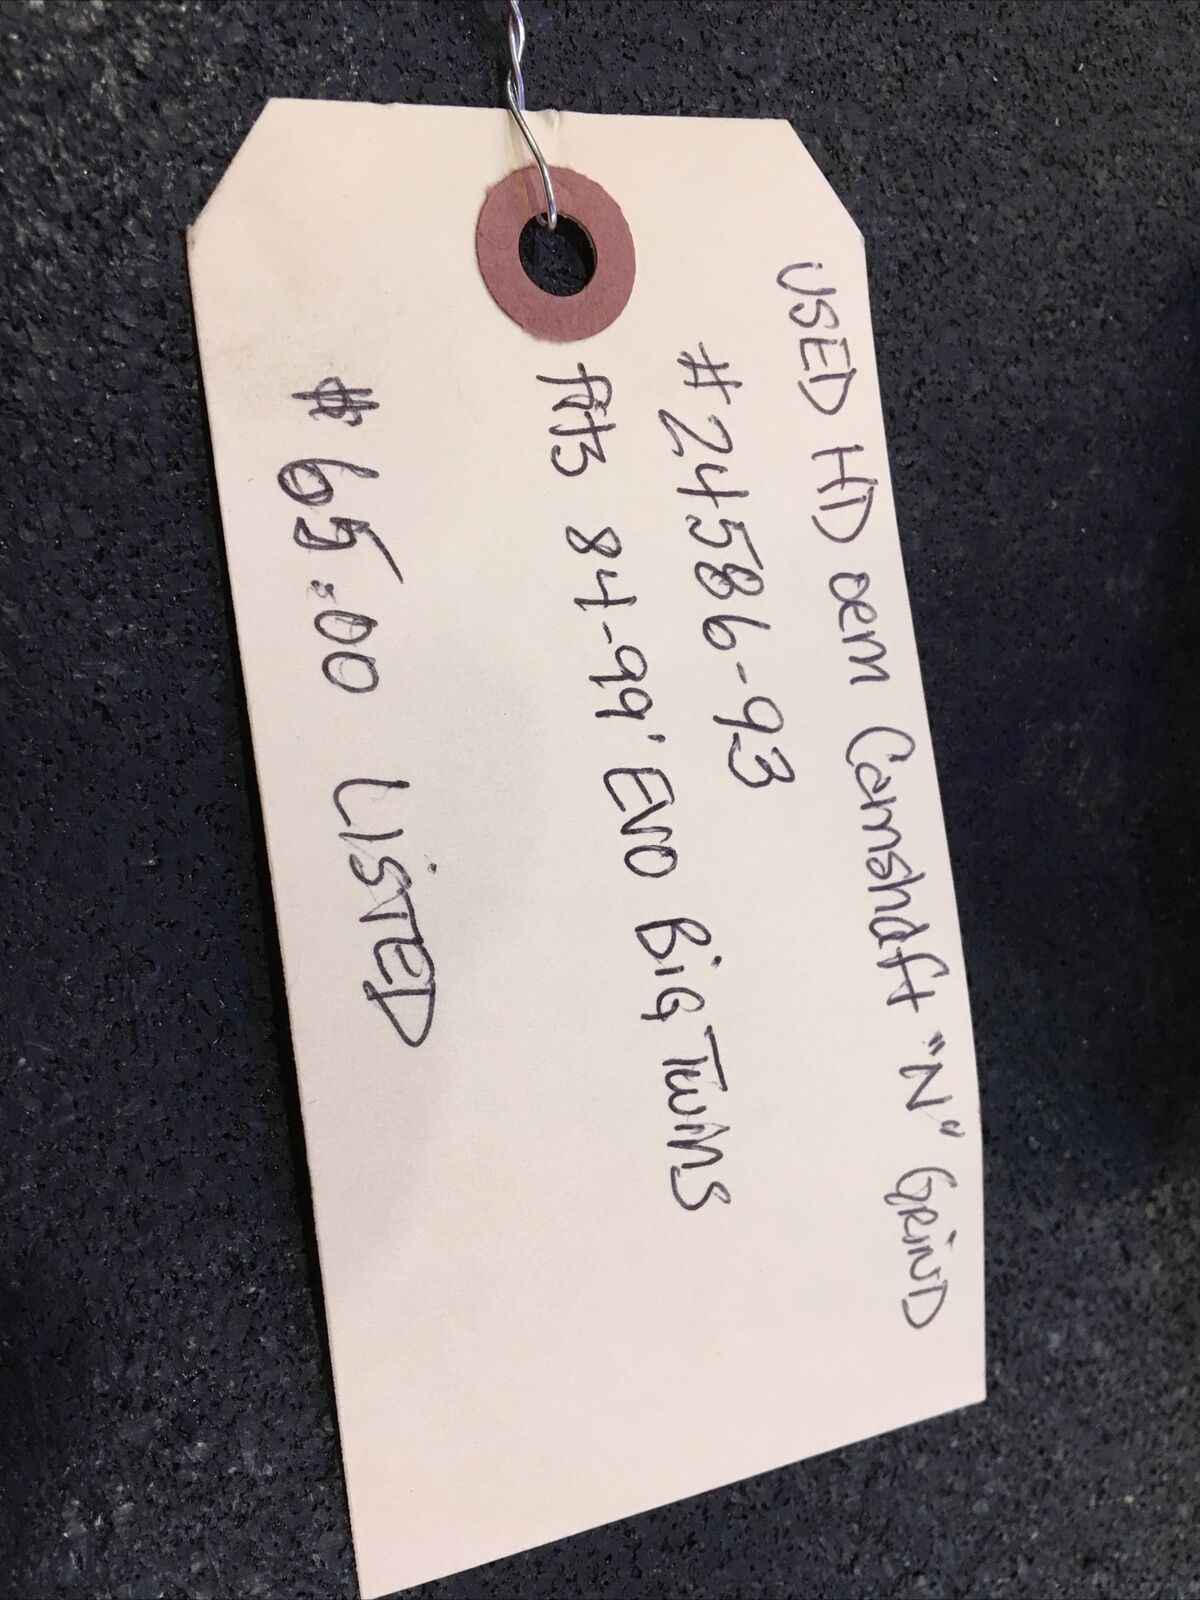 USED HD oem Camshaft "N" GRIND
#24586-93
fits 84-99' EVO BIG TWINS
$65.00 LISTED